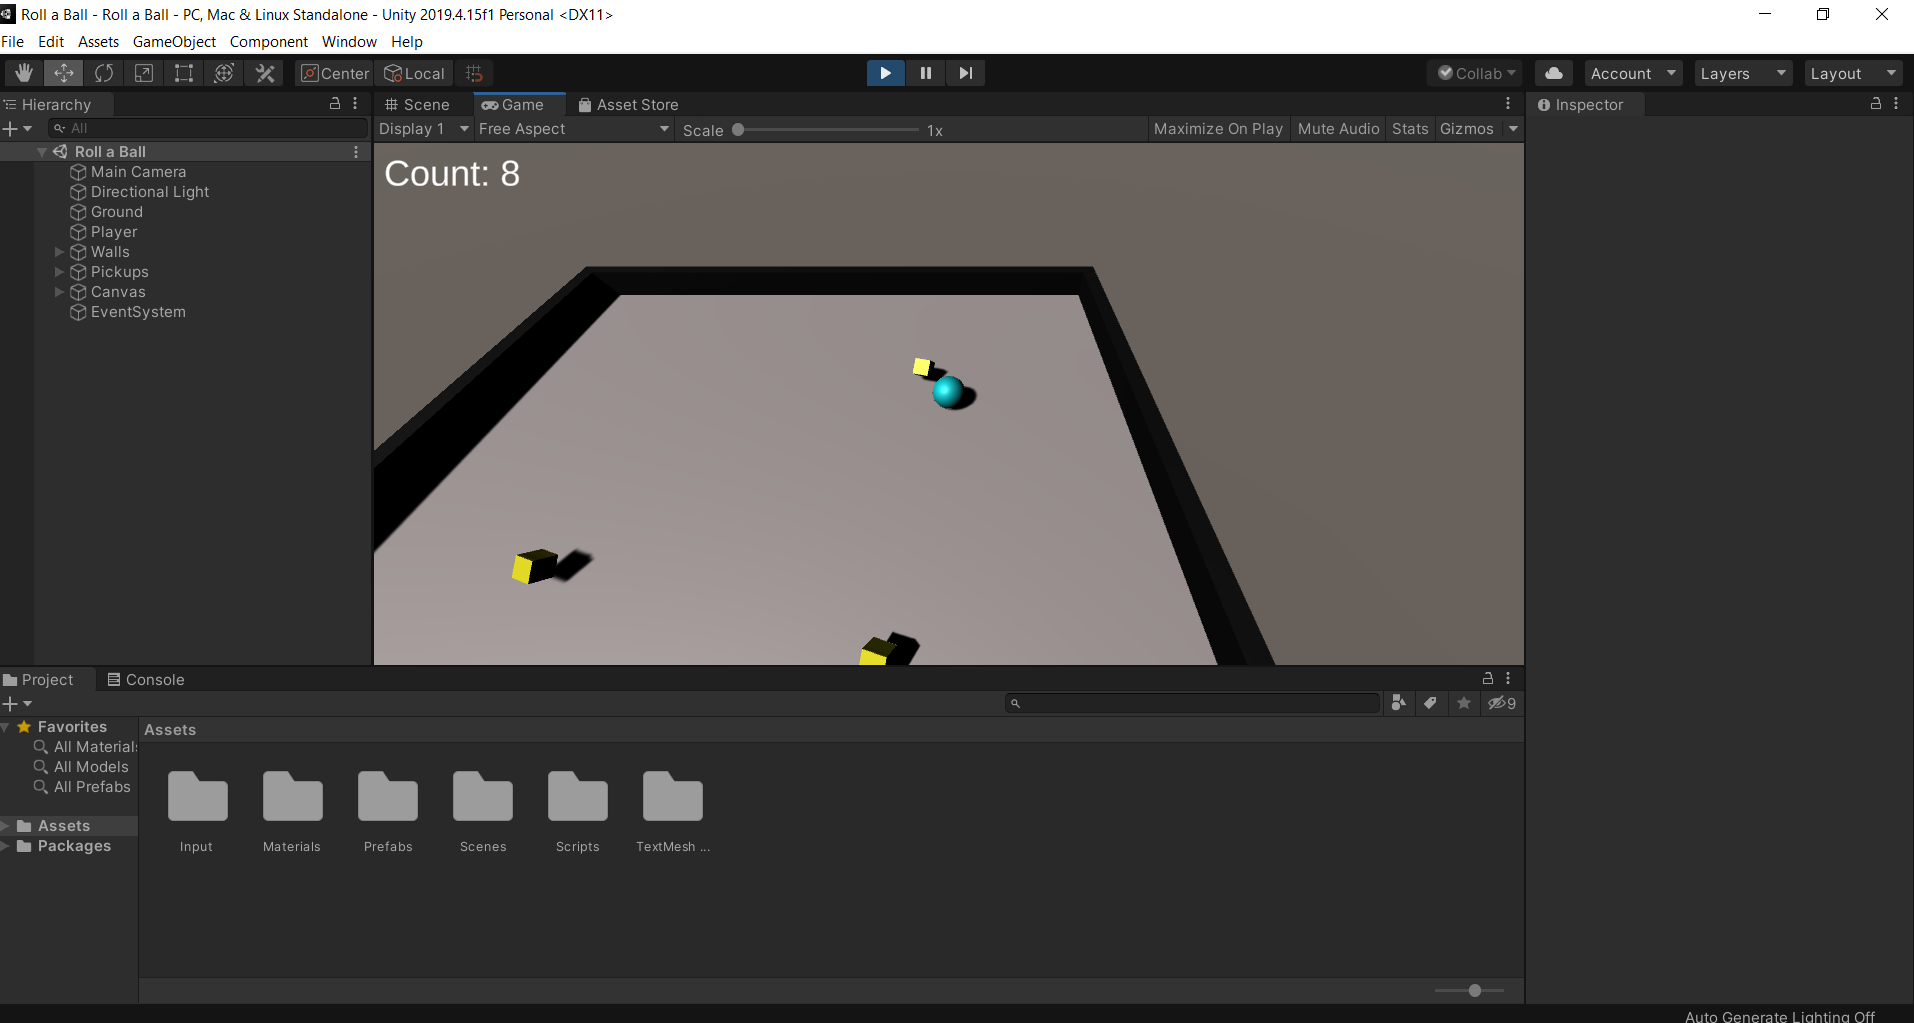 Roll a Ball - Roll a Ball - PC, Mac & Linux Standalone - Unity 2019.4.15f1 Personal <DX11>
File Edit Assets GameObject Component Window Help
Center Local Collab Account Layers Layout
Hierarchy
All
Roll a Ball
Main Camera
Directional Light
Ground
Player
Walls
Pickups
Canvas
EventSystem
Scene Game Asset Store
Display 1 Free Aspect Scale 1x Maximize On Play Mute Audio Stats Gizmos
Count: 8
Inspector
Project Console
9
Favorites
All Materials
All Models
All Prefabs
Assets
Packages
Assets
Input Materials Prefabs Scenes Scripts TextMesh ...
Auto Generate Lighting Off